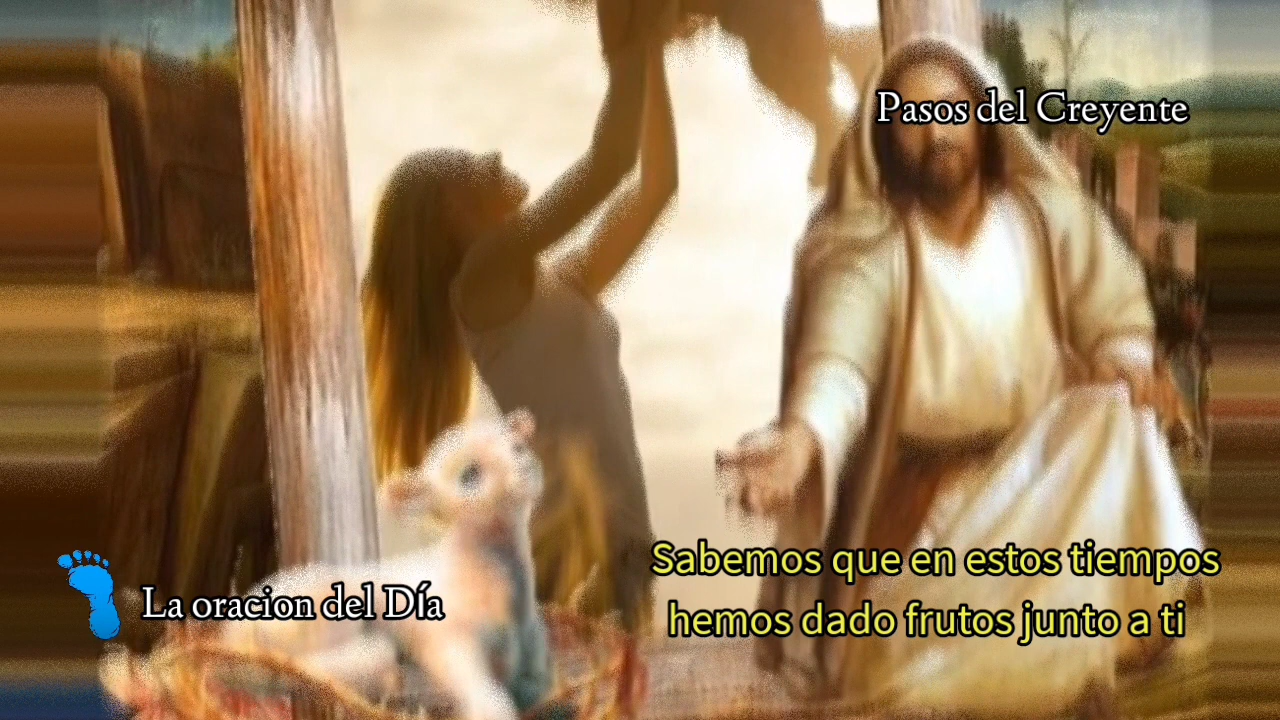 Pasos del Creyente
Sabemos que en estos tiempos
hemos dado frutos junto a ti
La oracion del Día